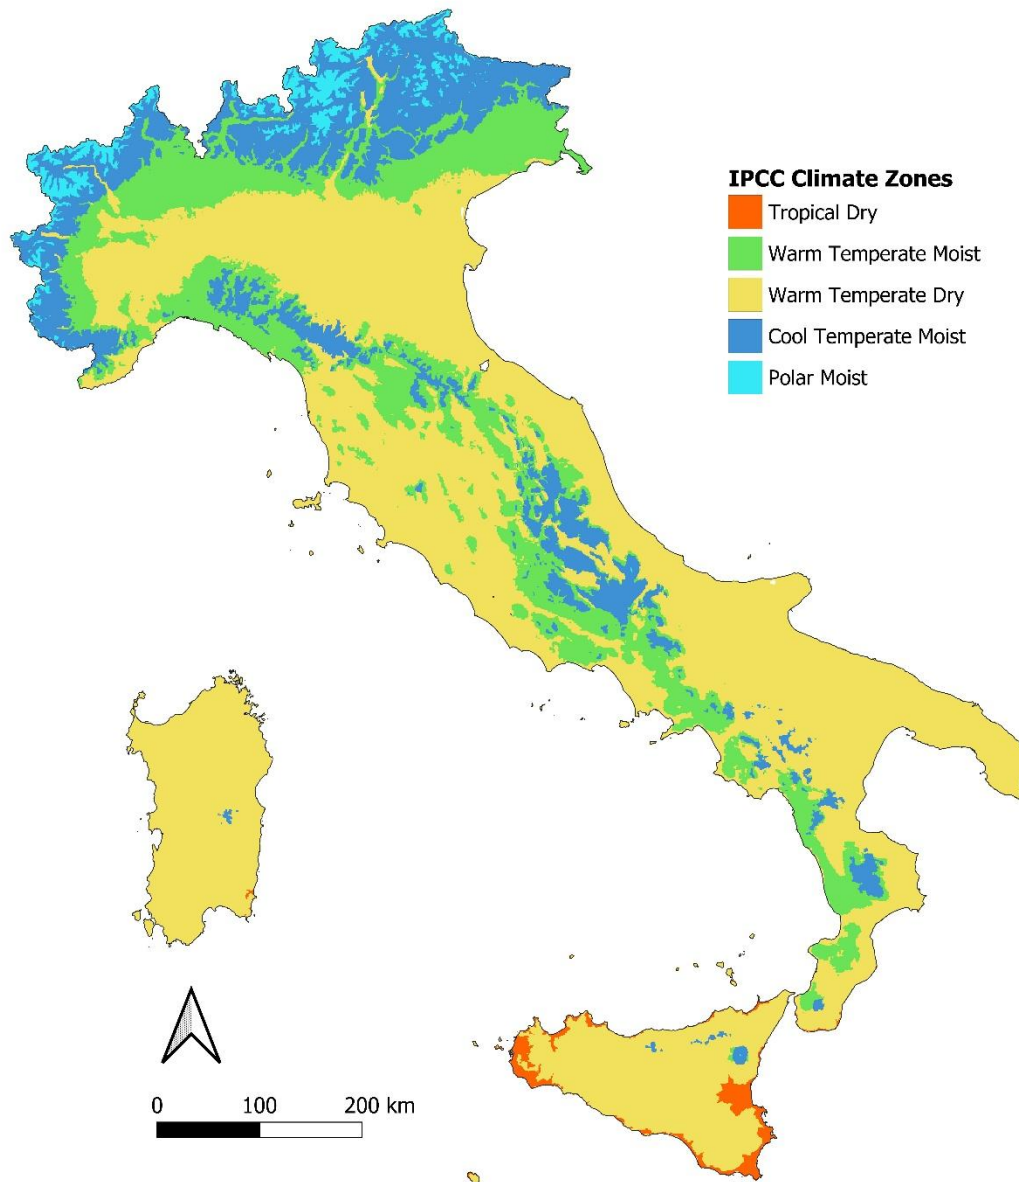 IPCC Climate Zones
Tropical Dry
Warm Temperate Moist
Warm Temperate Dry
Cool Temperate Moist
Polar Moist
0 100 200 km